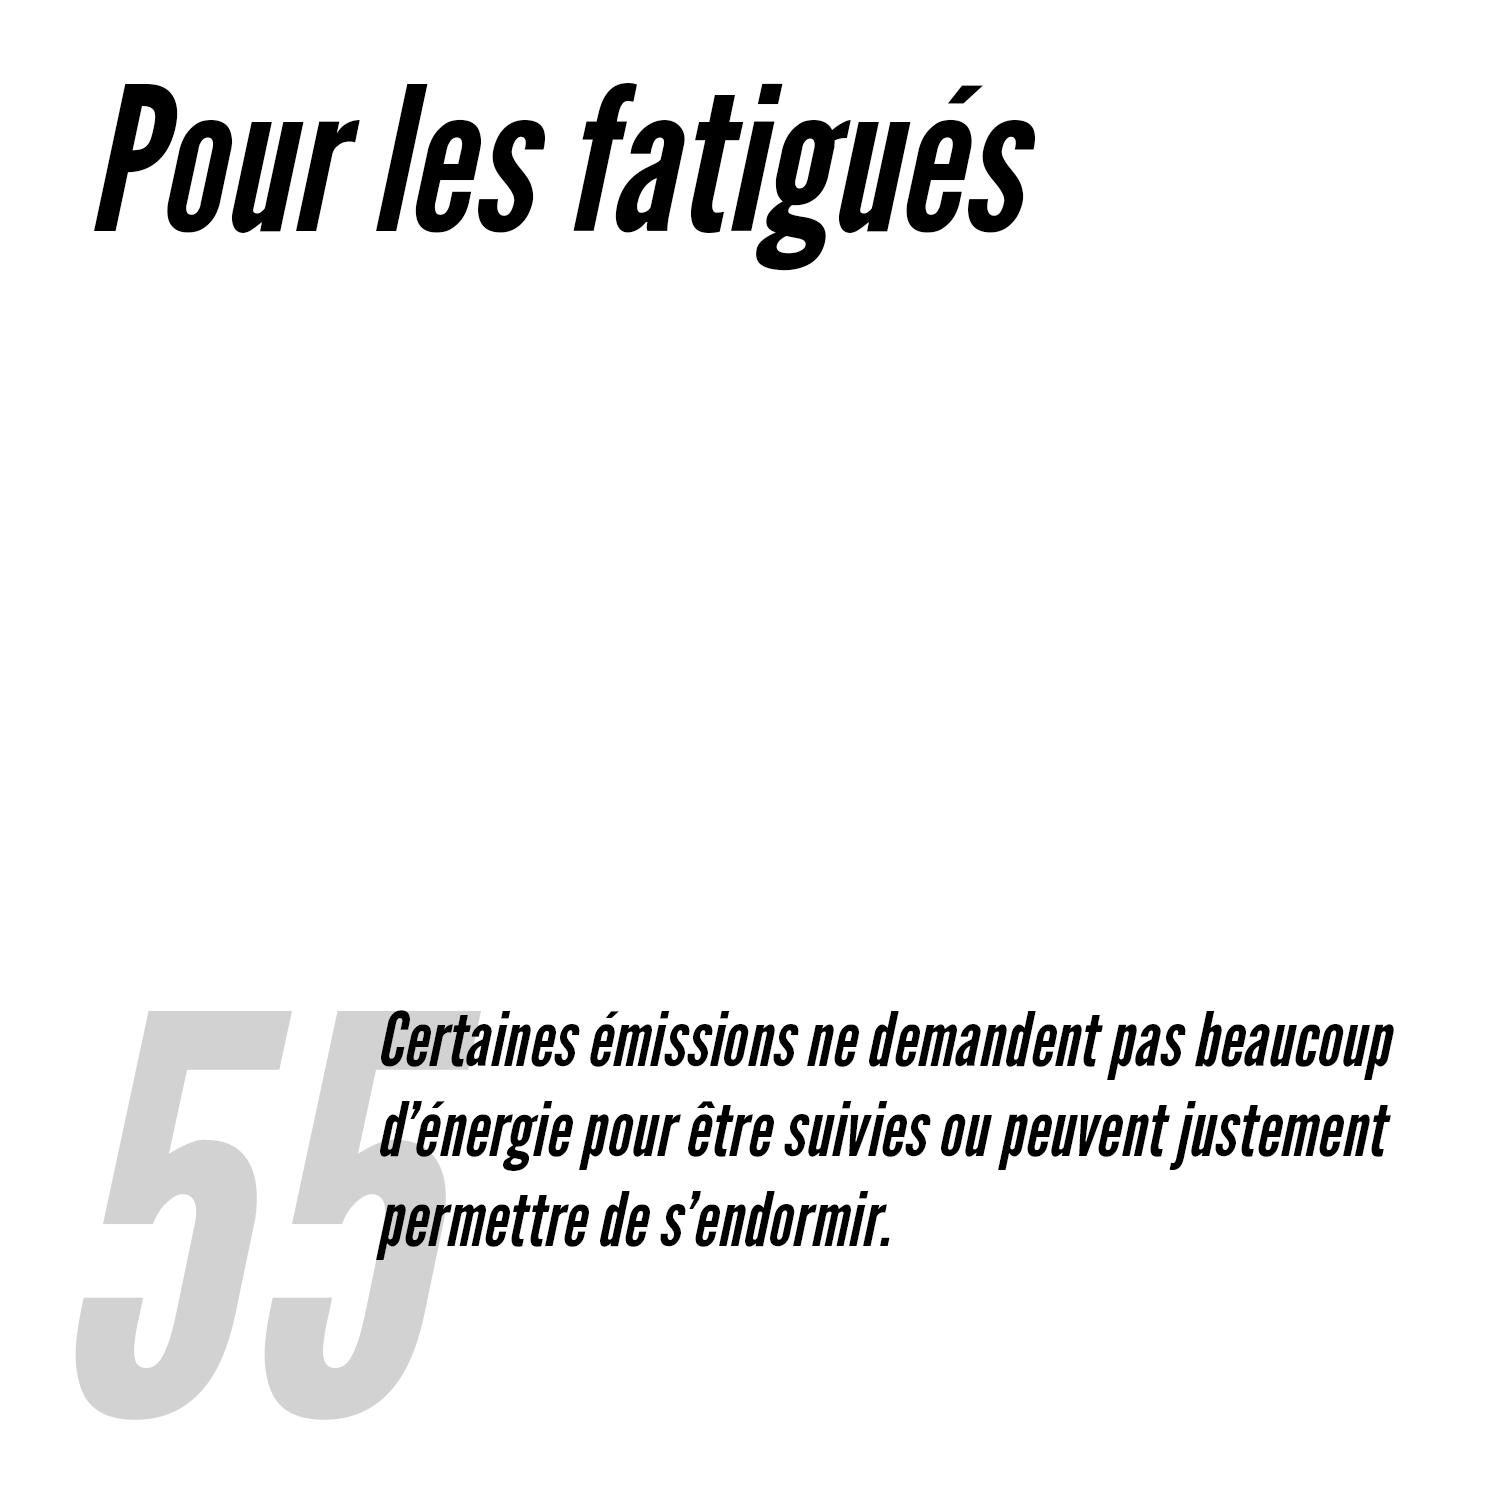 Pour les fatigués
55
Certaines émissions ne demandent pas beaucoup
d’énergie pour être suivies ou peuvent justement
permettre de s’endormir.